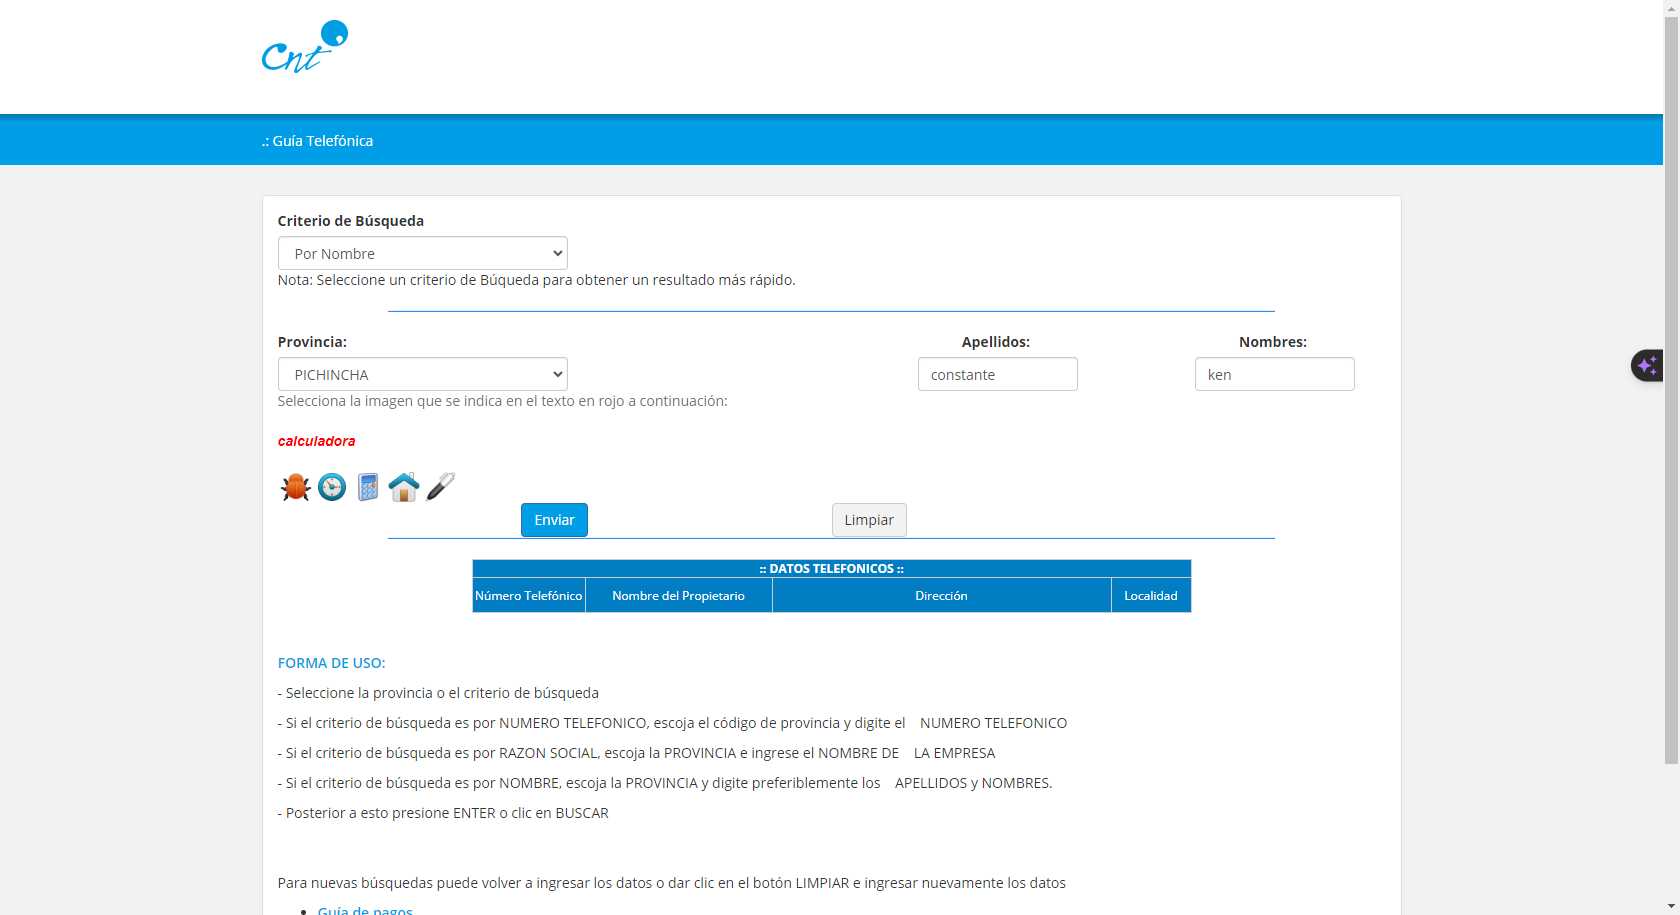 Cnt
.: Guía Telefónica
Criterio de Búsqueda
Por Nombre
Nota: Seleccione un criterio de Búqueda para obtener un resultado más rápido.
Provincia: Apellidos: Nombres:
PICHINCHA constante ken
Selecciona la imagen que se indica en el texto en rojo a continuación:
calculadora
Enviar Limpiar
:: DATOS TELEFONICOS ::
Número Telefónico Nombre del Propietario Dirección Localidad
FORMA DE USO:
- Seleccione la provincia o el criterio de búsqueda
- Si el criterio de búsqueda es por NUMERO TELEFONICO, escoja el código de provincia y digite el NUMERO TELEFONICO
- Si el criterio de búsqueda es por RAZON SOCIAL, escoja la PROVINCIA e ingrese el NOMBRE DE LA EMPRESA
- Si el criterio de búsqueda es por NOMBRE, escoja la PROVINCIA y digite preferiblemente los APELLIDOS y NOMBRES.
- Posterior a esto presione ENTER o clic en BUSCAR
Para nuevas búsquedas puede volver a ingresar los datos o dar clic en el botón LIMPIAR e ingresar nuevamente los datos
• Guía de pagos